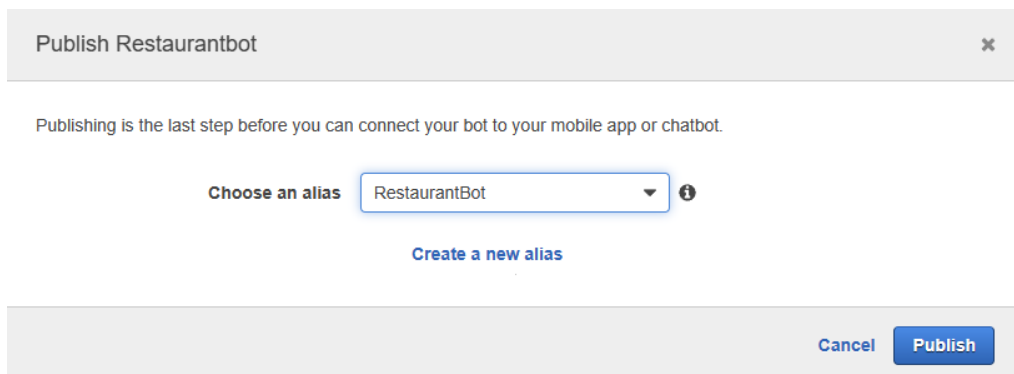 Publish Restaurantbot
Publishing is the last step before you can connect your bot to your mobile app or chatbot.
Choose an alias RestaurantBot
Create a new alias
Cancel Publish